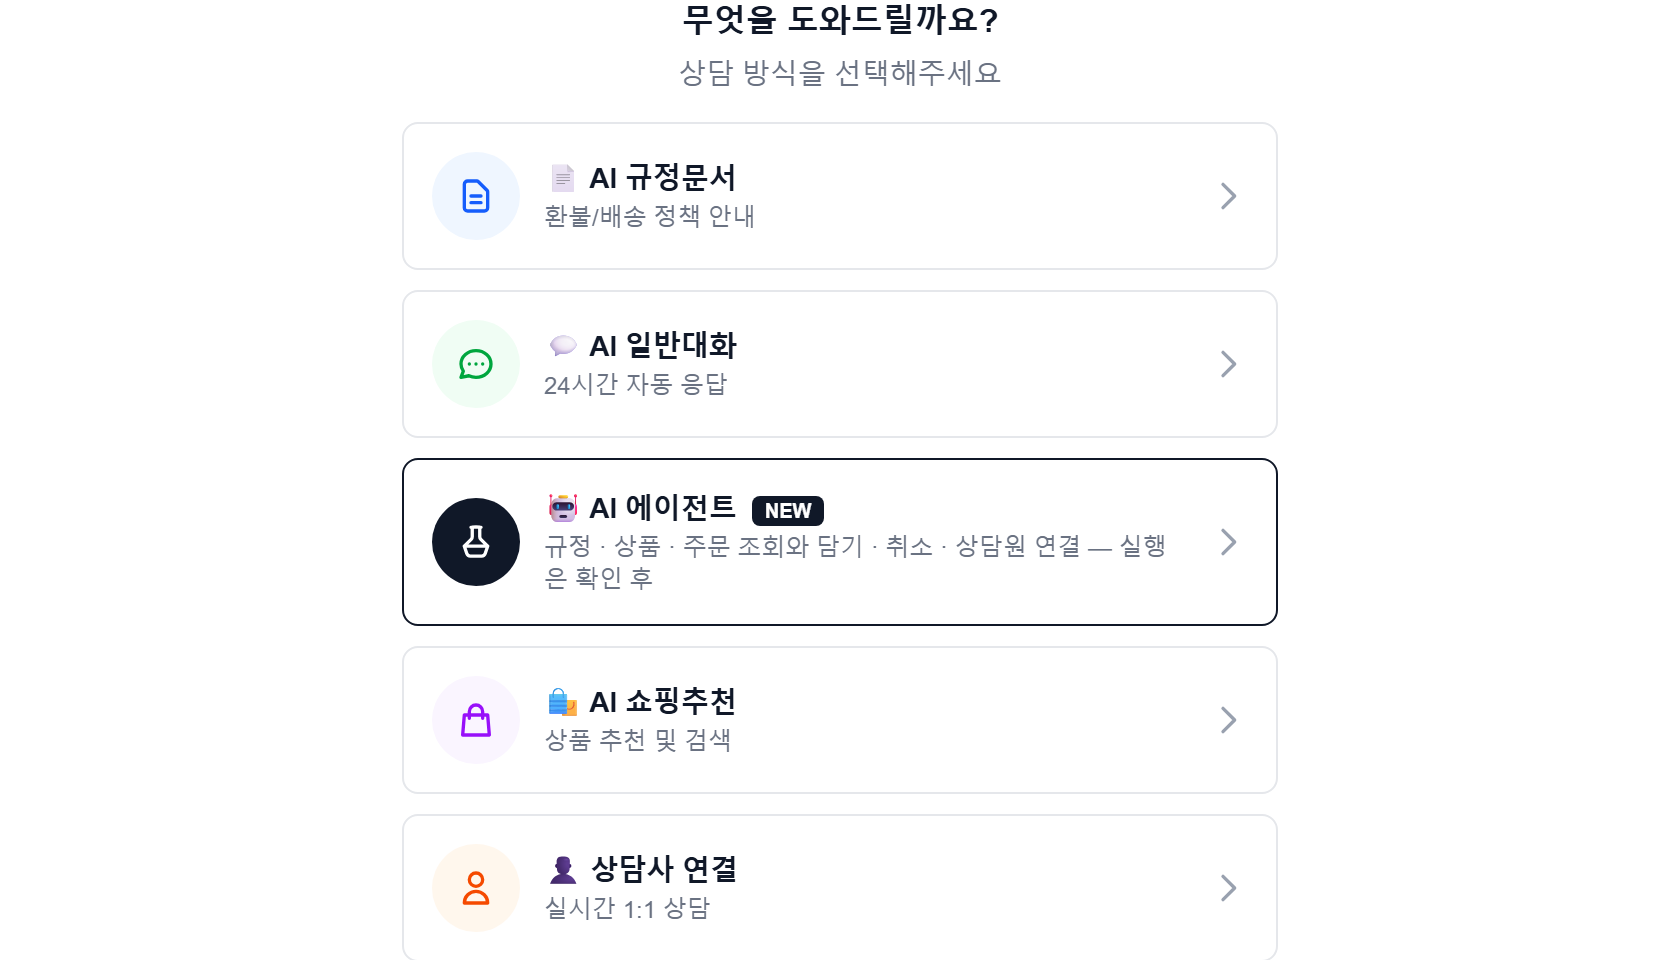 무엇을 도와드릴까요?
상담 방식을 선택해주세요
AI 규정문서
환불/배송 정책 안내
AI 일반대화
24시간 자동 응답
AI 에이전트 NEW
규정 · 상품 · 주문 조회와 담기 · 취소 · 상담원 연결 — 실행
은 확인 후
AI 쇼핑추천
상품 추천 및 검색
상담사 연결
실시간 1:1 상담